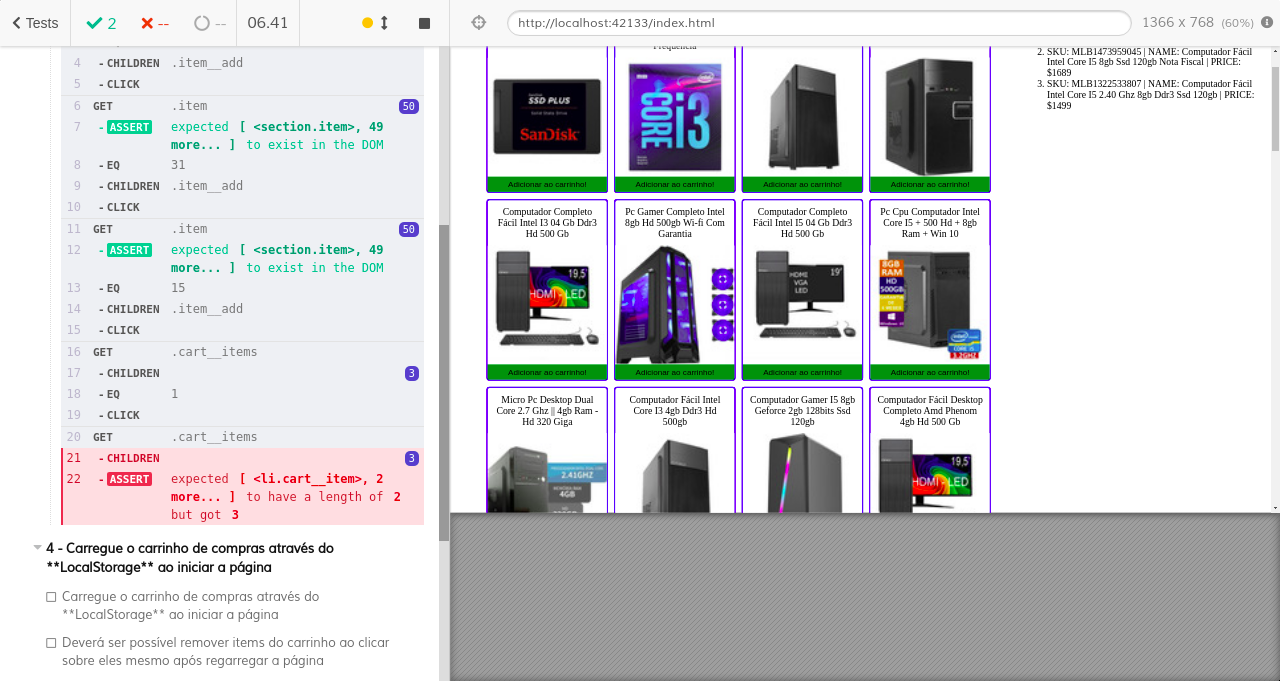 Tests
2
--
--
06.41
http://localhost:42133/index.html
1366 x 768 (60%)
4 - CHILDREN .item__add
5 - CLICK
6 GET .item 50
7 - ASSERT expected [ <section.item>, 49
more... ] to exist in the DOM
8 - EQ 31
9 - CHILDREN .item__add
10 - CLICK
11 GET .item 50
12 - ASSERT expected [ <section.item>, 49
more... ] to exist in the DOM
13 - EQ 15
14 - CHILDREN .item__add
15 - CLICK
16 GET .cart__items
17 - CHILDREN 3
18 - EQ 1
19 - CLICK
20 GET .cart__items
21 - CHILDREN 3
22 - ASSERT expected [ <li.cart__item>, 2
more... ] to have a length of 2
but got 3
4 - Carregue o carrinho de compras através do
**LocalStorage** ao iniciar a página
Carregue o carrinho de compras através do
**LocalStorage** ao iniciar a página
Deverá ser possível remover items do carrinho ao clicar
sobre eles mesmo após regarregar a página
Frequência
SSD PLUS
SanDisk
intel
CORE i3
Adicionar ao carrinho!
Adicionar ao carrinho!
Adicionar ao carrinho!
Adicionar ao carrinho!
Computador Completo
Fácil Intel I3 04 Gb Ddr3
Hd 500 Gb
19,5"
HDMI - LED
Adicionar ao carrinho!
Pc Gamer Completo Intel
8gb Hd 500gb Wi-fi Com
Garantia
Adicionar ao carrinho!
Computador Completo
Fácil Intel I5 04 Gb Ddr3
Hd 500 Gb
HDMI
VGA
LED
19"
Adicionar ao carrinho!
Pc Cpu Computador Intel
Core I5 + 500 Hd + 8gb
Ram + Win 10
8GB
RAM
HD
500GB
intel
CORE i5
3.2GHZ
Adicionar ao carrinho!
Micro Pc Desktop Dual
Core 2.7 Ghz || 4gb Ram -
Hd 320 Giga
2.41GHZ
4GB
Computador Fácil Intel
Core I3 4gb Ddr3 Hd
500gb
Computador Gamer I5 8gb
Geforce 2gb 128bits Ssd
120gb
Computador Fácil Desktop
Completo Amd Phenom
4gb Hd 500 Gb
19,5"
HDMI - LED
2. SKU: MLB1473959045 | NAME: Computador Fácil
Intel Core I5 8gb Ssd 120gb Nota Fiscal | PRICE:
$1689
3. SKU: MLB1322533807 | NAME: Computador Fácil
Intel Core I5 2.40 Ghz 8gb Ddr3 Ssd 120gb | PRICE:
$1499